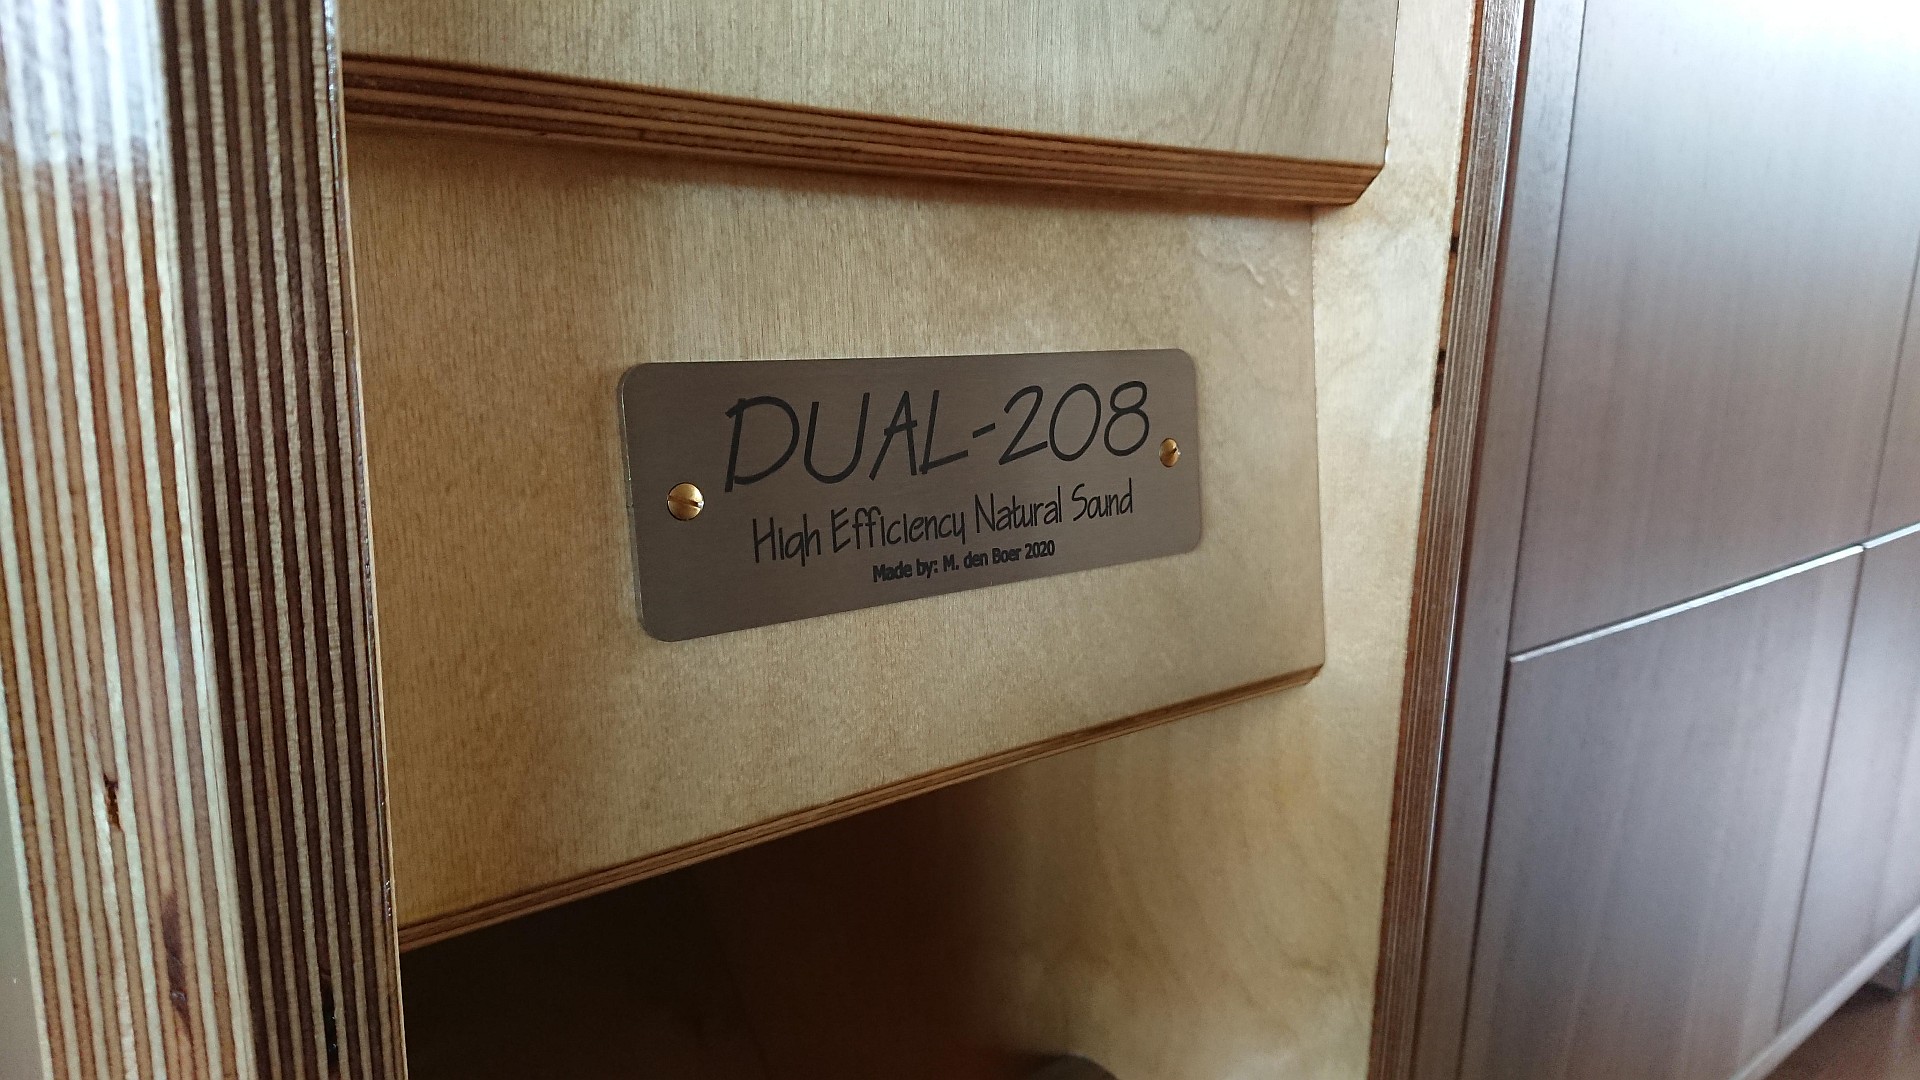 DUAL-208
High Efficiency Natural Sound
Made by: M. den Boer 2020